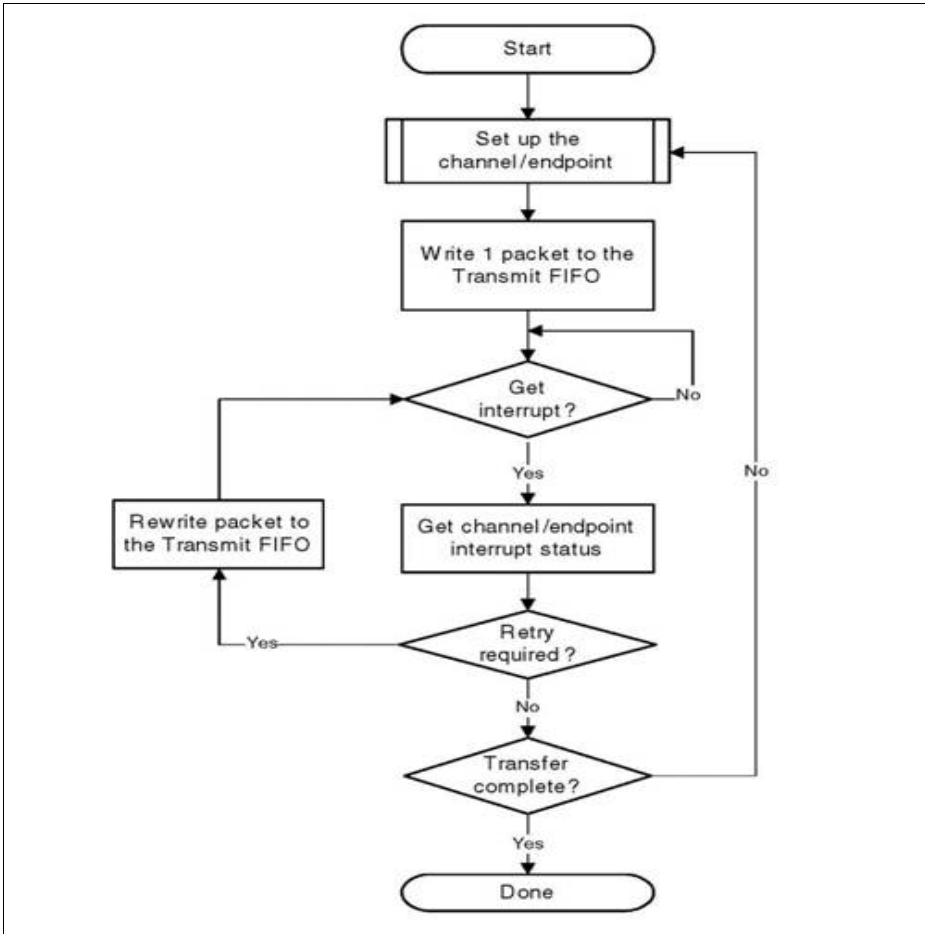 Start
Set up the
channel/endpoint
Write 1 packet to the
Transmit FIFO
Get
interrupt?
No
Yes
No
Rewrite packet to
the Transmit FIFO
Get channel/endpoint
interrupt status
Retry
required?
Yes
No
Transfer
complete?
Yes
Done